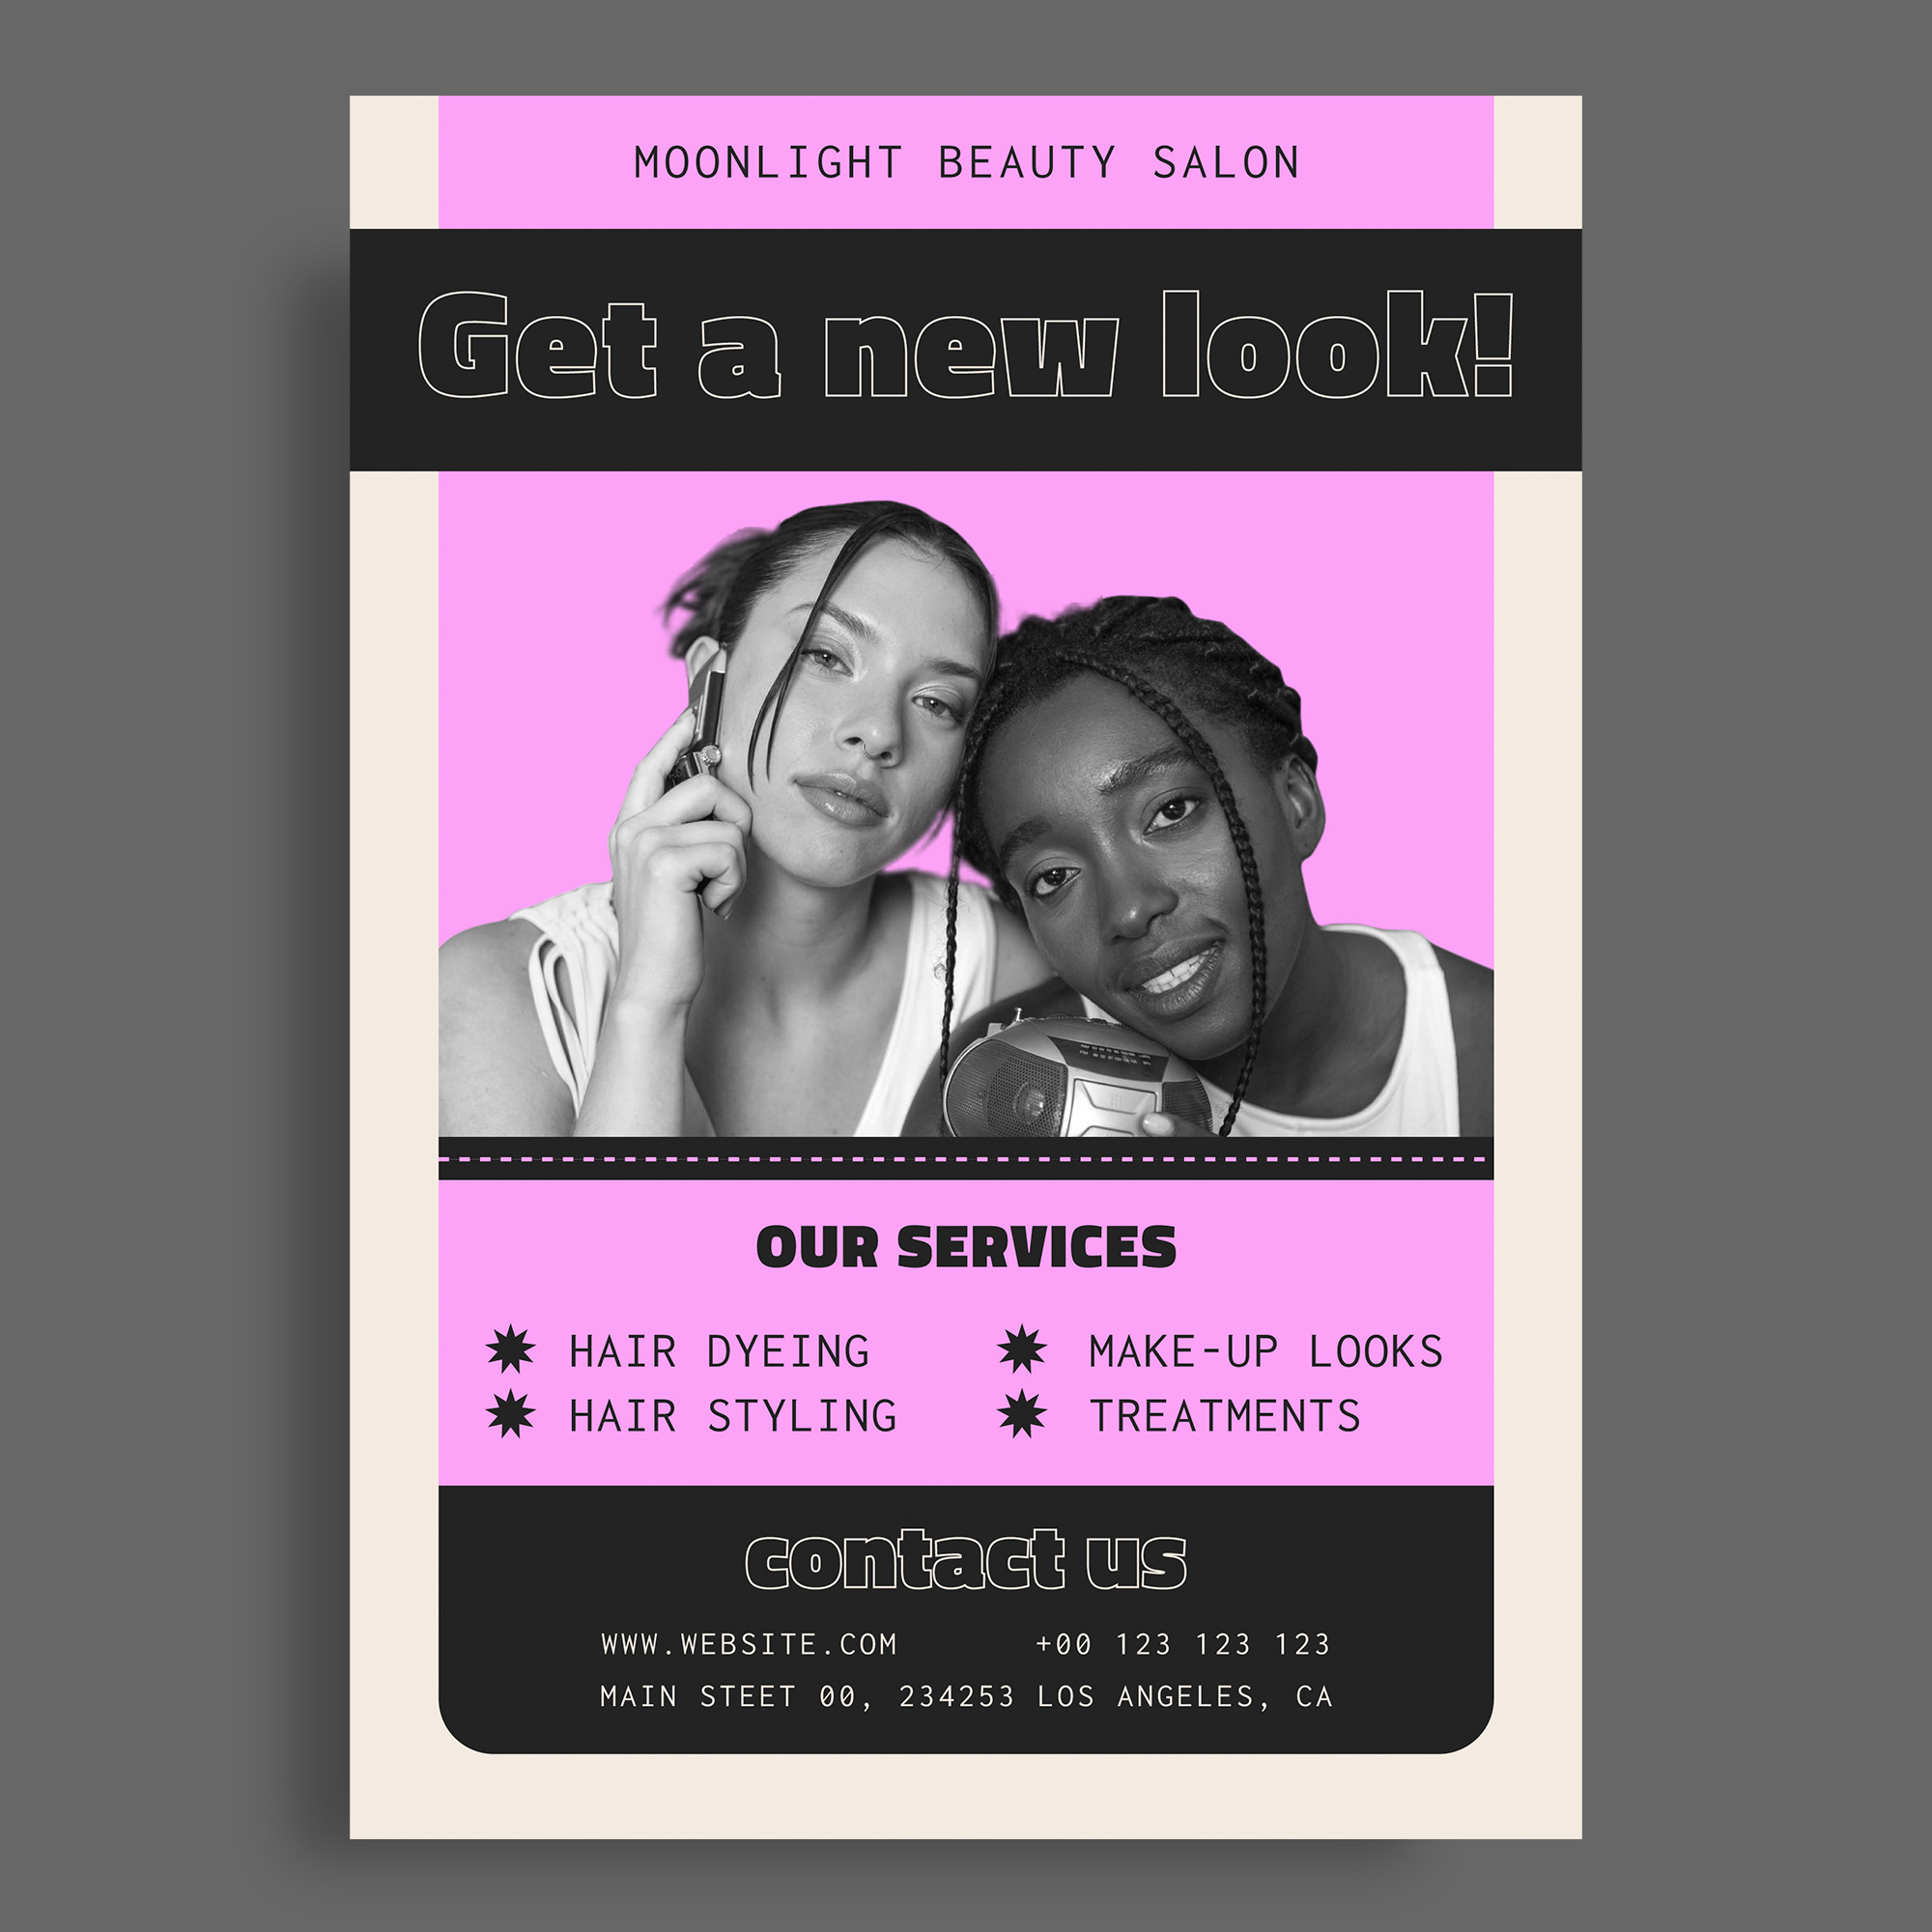 MOONLIGHT BEAUTY SALON
Get a new look!
OUR SERVICES
HAIR DYEING
MAKE-UP LOOKS
HAIR STYLING
TREATMENTS
contact us
WWW.WEBSITE.COM
+00 123 123 123
MAIN STEET 00, 234253 LOS ANGELES, CA